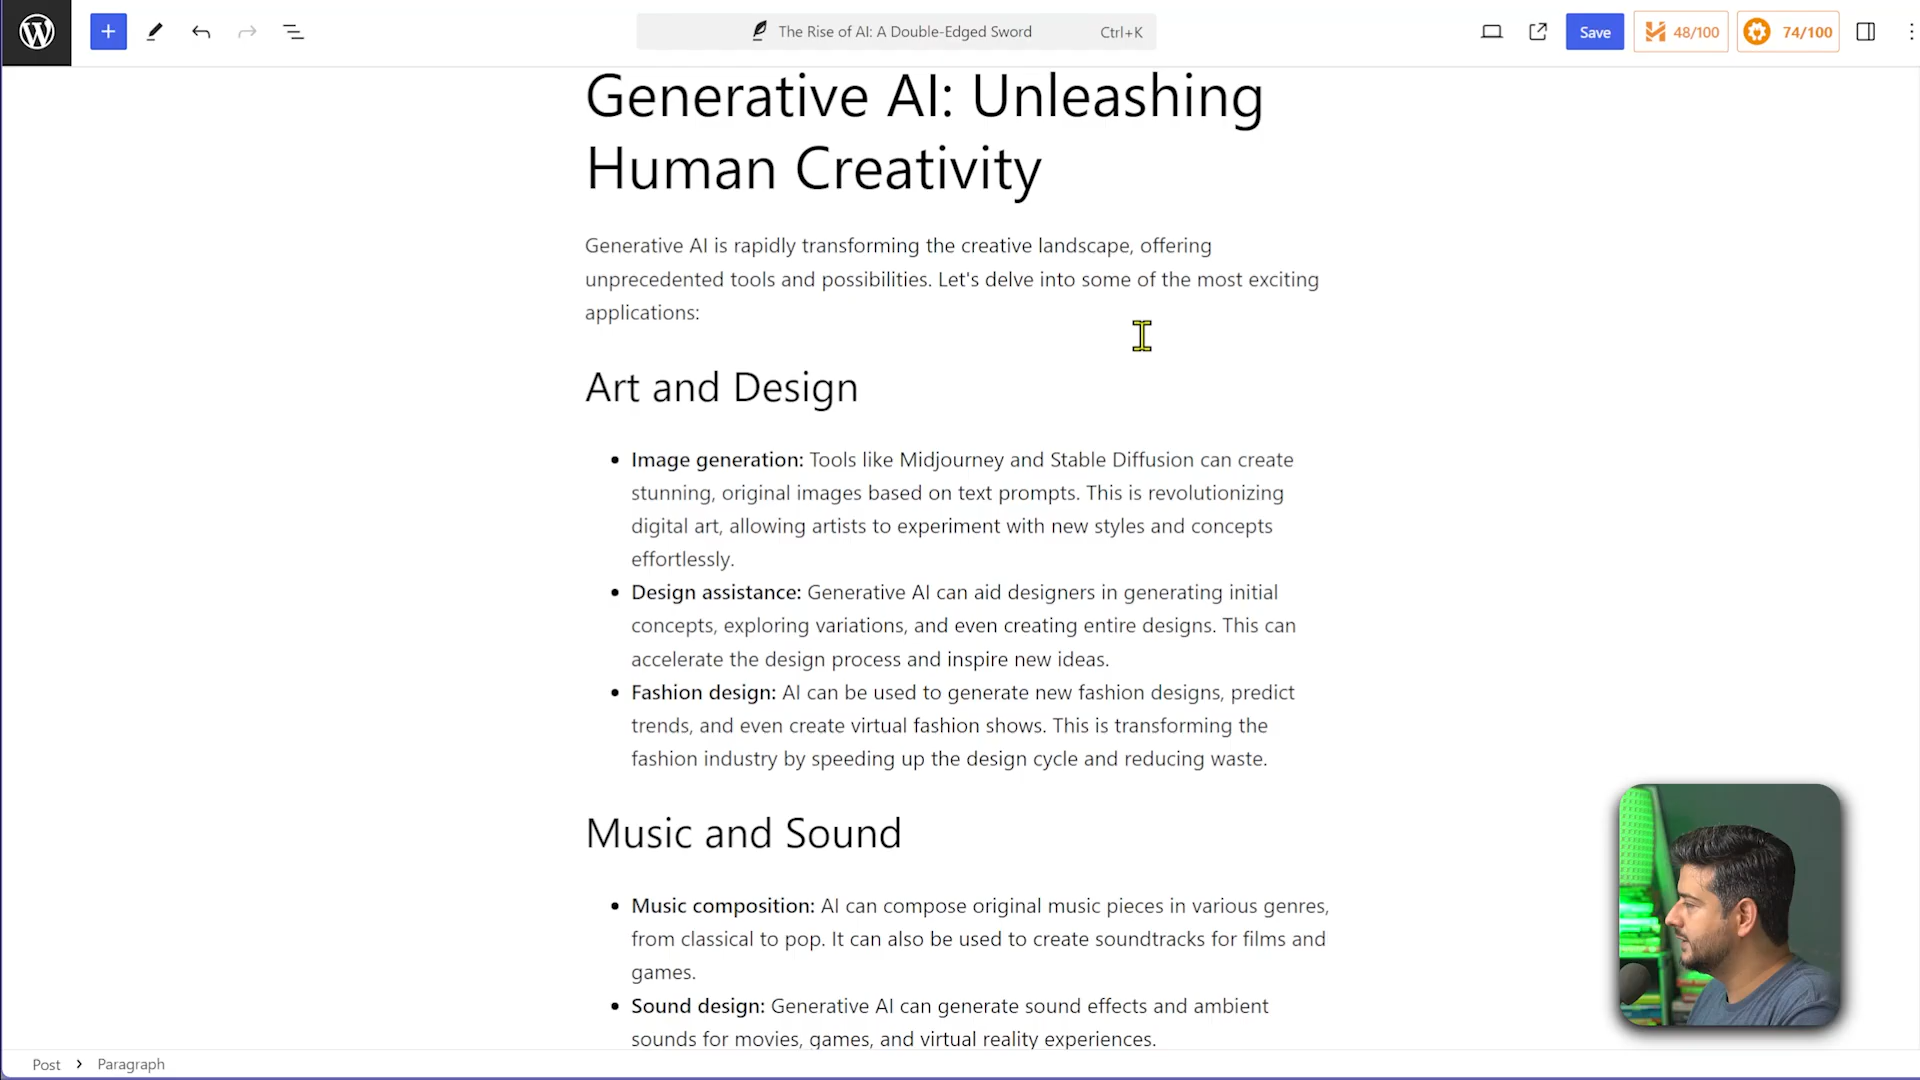 The Rise of AI: A Double-Edged Sword Ctrl+K Save 48/100 74/100
Generative AI: Unleashing
Human Creativity
Generative AI is rapidly transforming the creative landscape, offering
unprecedented tools and possibilities. Let's delve into some of the most exciting
applications:
Art and Design
Image generation: Tools like Midjourney and Stable Diffusion can create
stunning, original images based on text prompts. This is revolutionizing
digital art, allowing artists to experiment with new styles and concepts
effortlessly.
Design assistance: Generative AI can aid designers in generating initial
concepts, exploring variations, and even creating entire designs. This can
accelerate the design process and inspire new ideas.
Fashion design: AI can be used to generate new fashion designs, predict
trends, and even create virtual fashion shows. This is transforming the
fashion industry by speeding up the design cycle and reducing waste.
Music and Sound
Music composition: AI can compose original music pieces in various genres,
from classical to pop. It can also be used to create soundtracks for films and
games.
Sound design: Generative AI can generate sound effects and ambient
sounds for movies, games, and virtual reality experiences.
Post > Paragraph